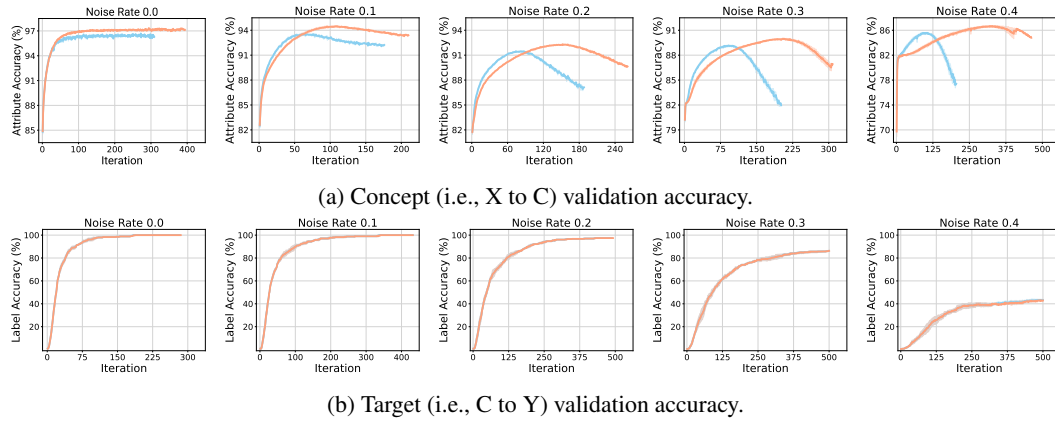 Noise Rate 0.0 Noise Rate 0.1 Noise Rate 0.2 Noise Rate 0.3 Noise Rate 0.4
Attribute Accuracy (%) 97 94 91 88 85 0 100 200 300 400 Iteration
Attribute Accuracy (%) 97 94 91 88 85 82 0 50 100 150 200 Iteration
Attribute Accuracy (%) 94 91 88 85 82 0 60 120 180 240 Iteration
Attribute Accuracy (%) 91 88 85 82 79 0 75 150 225 300 Iteration
Attribute Accuracy (%) 86 82 78 74 70 0 125 250 375 500 Iteration
(a) Concept (i.e., X to C) validation accuracy.
Noise Rate 0.0 Noise Rate 0.1 Noise Rate 0.2 Noise Rate 0.3 Noise Rate 0.4
Label Accuracy (%) 100 80 60 40 20 0 75 150 225 300 Iteration
Label Accuracy (%) 100 80 60 40 20 0 100 200 300 400 Iteration
Label Accuracy (%) 100 80 60 40 20 0 125 250 375 500 Iteration
Label Accuracy (%) 100 80 60 40 20 0 125 250 375 500 Iteration
Label Accuracy (%) 100 80 60 40 20 0 125 250 375 500 Iteration
(b) Target (i.e., C to Y) validation accuracy.